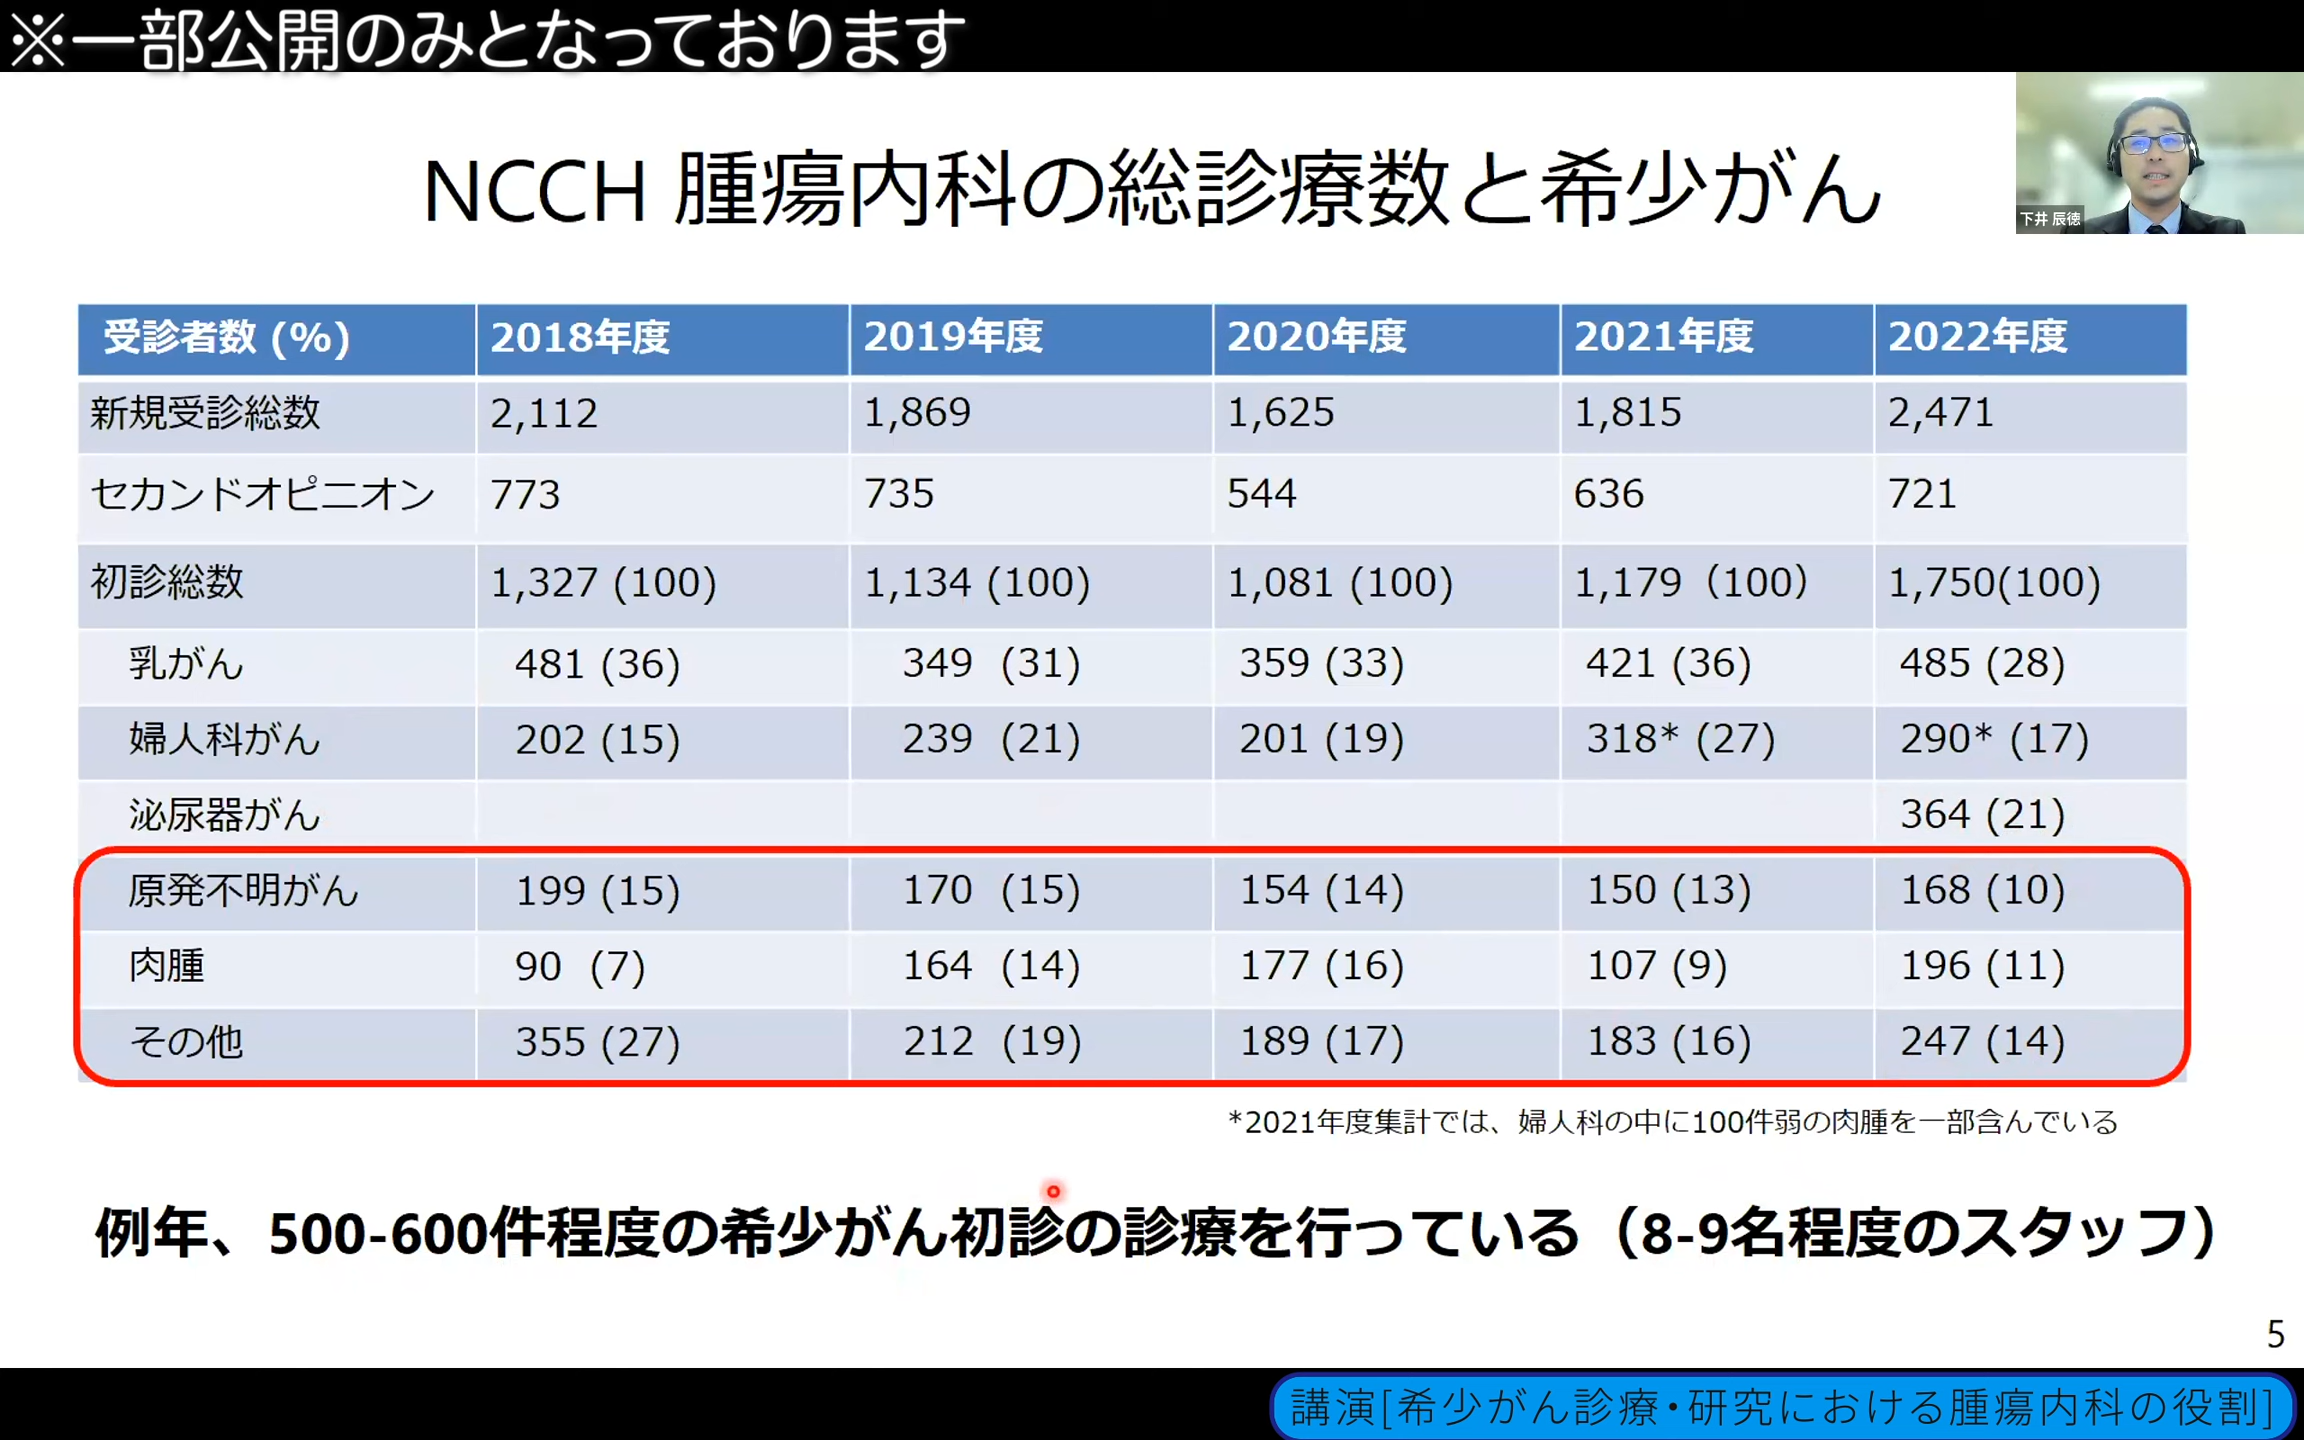 ※一部公開のみとなっております
NCCH 腫瘍内科の総診療数と希少がん
下井 辰徳
受診者数 (%) 2018年度 2019年度 2020年度 2021年度 2022年度
新規受診総数 2,112 1,869 1,625 1,815 2,471
セカンドオピニオン 773 735 544 636 721
初診総数 1,327 (100) 1,134 (100) 1,081 (100) 1,179（100） 1,750(100)
乳がん 481 (36) 349 (31) 359 (33) 421 (36) 485 (28)
婦人科がん 202 (15) 239 (21) 201 (19) 318* (27) 290* (17)
泌尿器がん 364 (21)
原発不明がん 199 (15) 170 (15) 154 (14) 150 (13) 168 (10)
肉腫 90 (7) 164 (14) 177 (16) 107 (9) 196 (11)
その他 355 (27) 212 (19) 189 (17) 183 (16) 247 (14)
*2021年度集計では、婦人科の中に100件弱の肉腫を一部含んでいる
例年、500-600件程度の希少がん初診の診療を行っている（8-9名程度のスタッフ）
5
講演[希少がん診療・研究における腫瘍内科の役割]